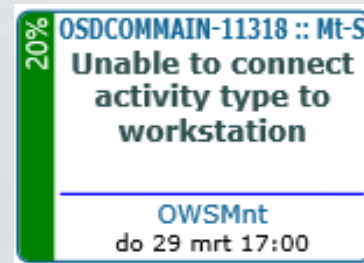 20%
OSDCOMMAIN-11318 :: Mt-S
Unable to connect
activity type to
workstation
OWSMnt
do 29 mrt 17:00